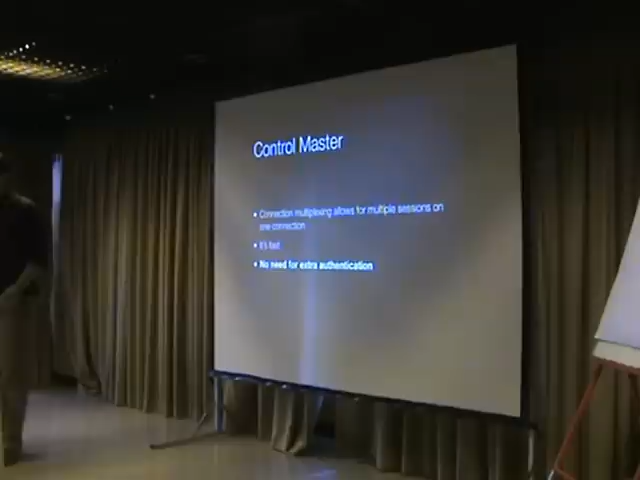 Control Master
• Connection multiplexing allows for multiple sessions on
one connection
• It's fast
• No need for extra authentication